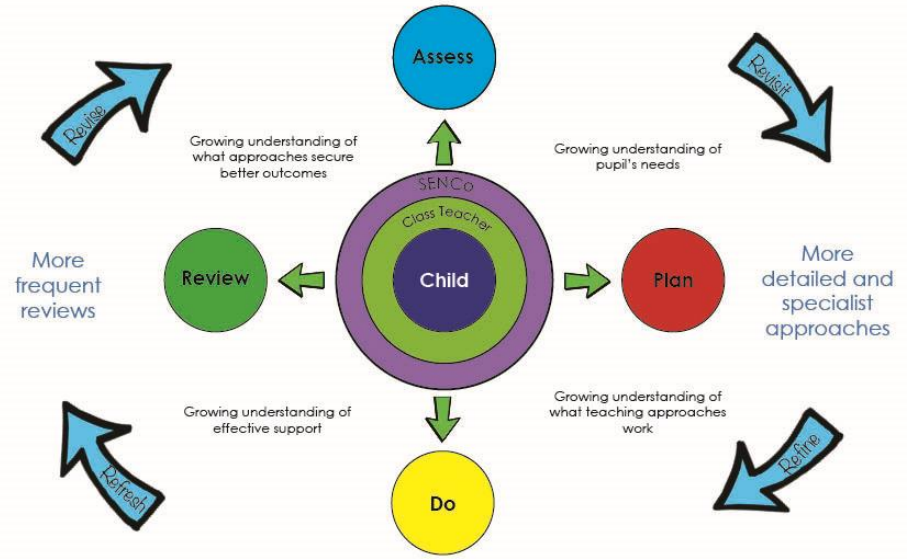 Assess
Revise
Revisit
Growing understanding of
what approaches secure
better outcomes
Growing understanding of
pupil's needs
SENCo
Class Teacher
Child
Review
Plan
More
frequent
reviews
More
detailed and
specialist
approaches
Growing understanding of
effective support
Growing understanding of
what teaching approaches
work
Refresh
Refine
Do